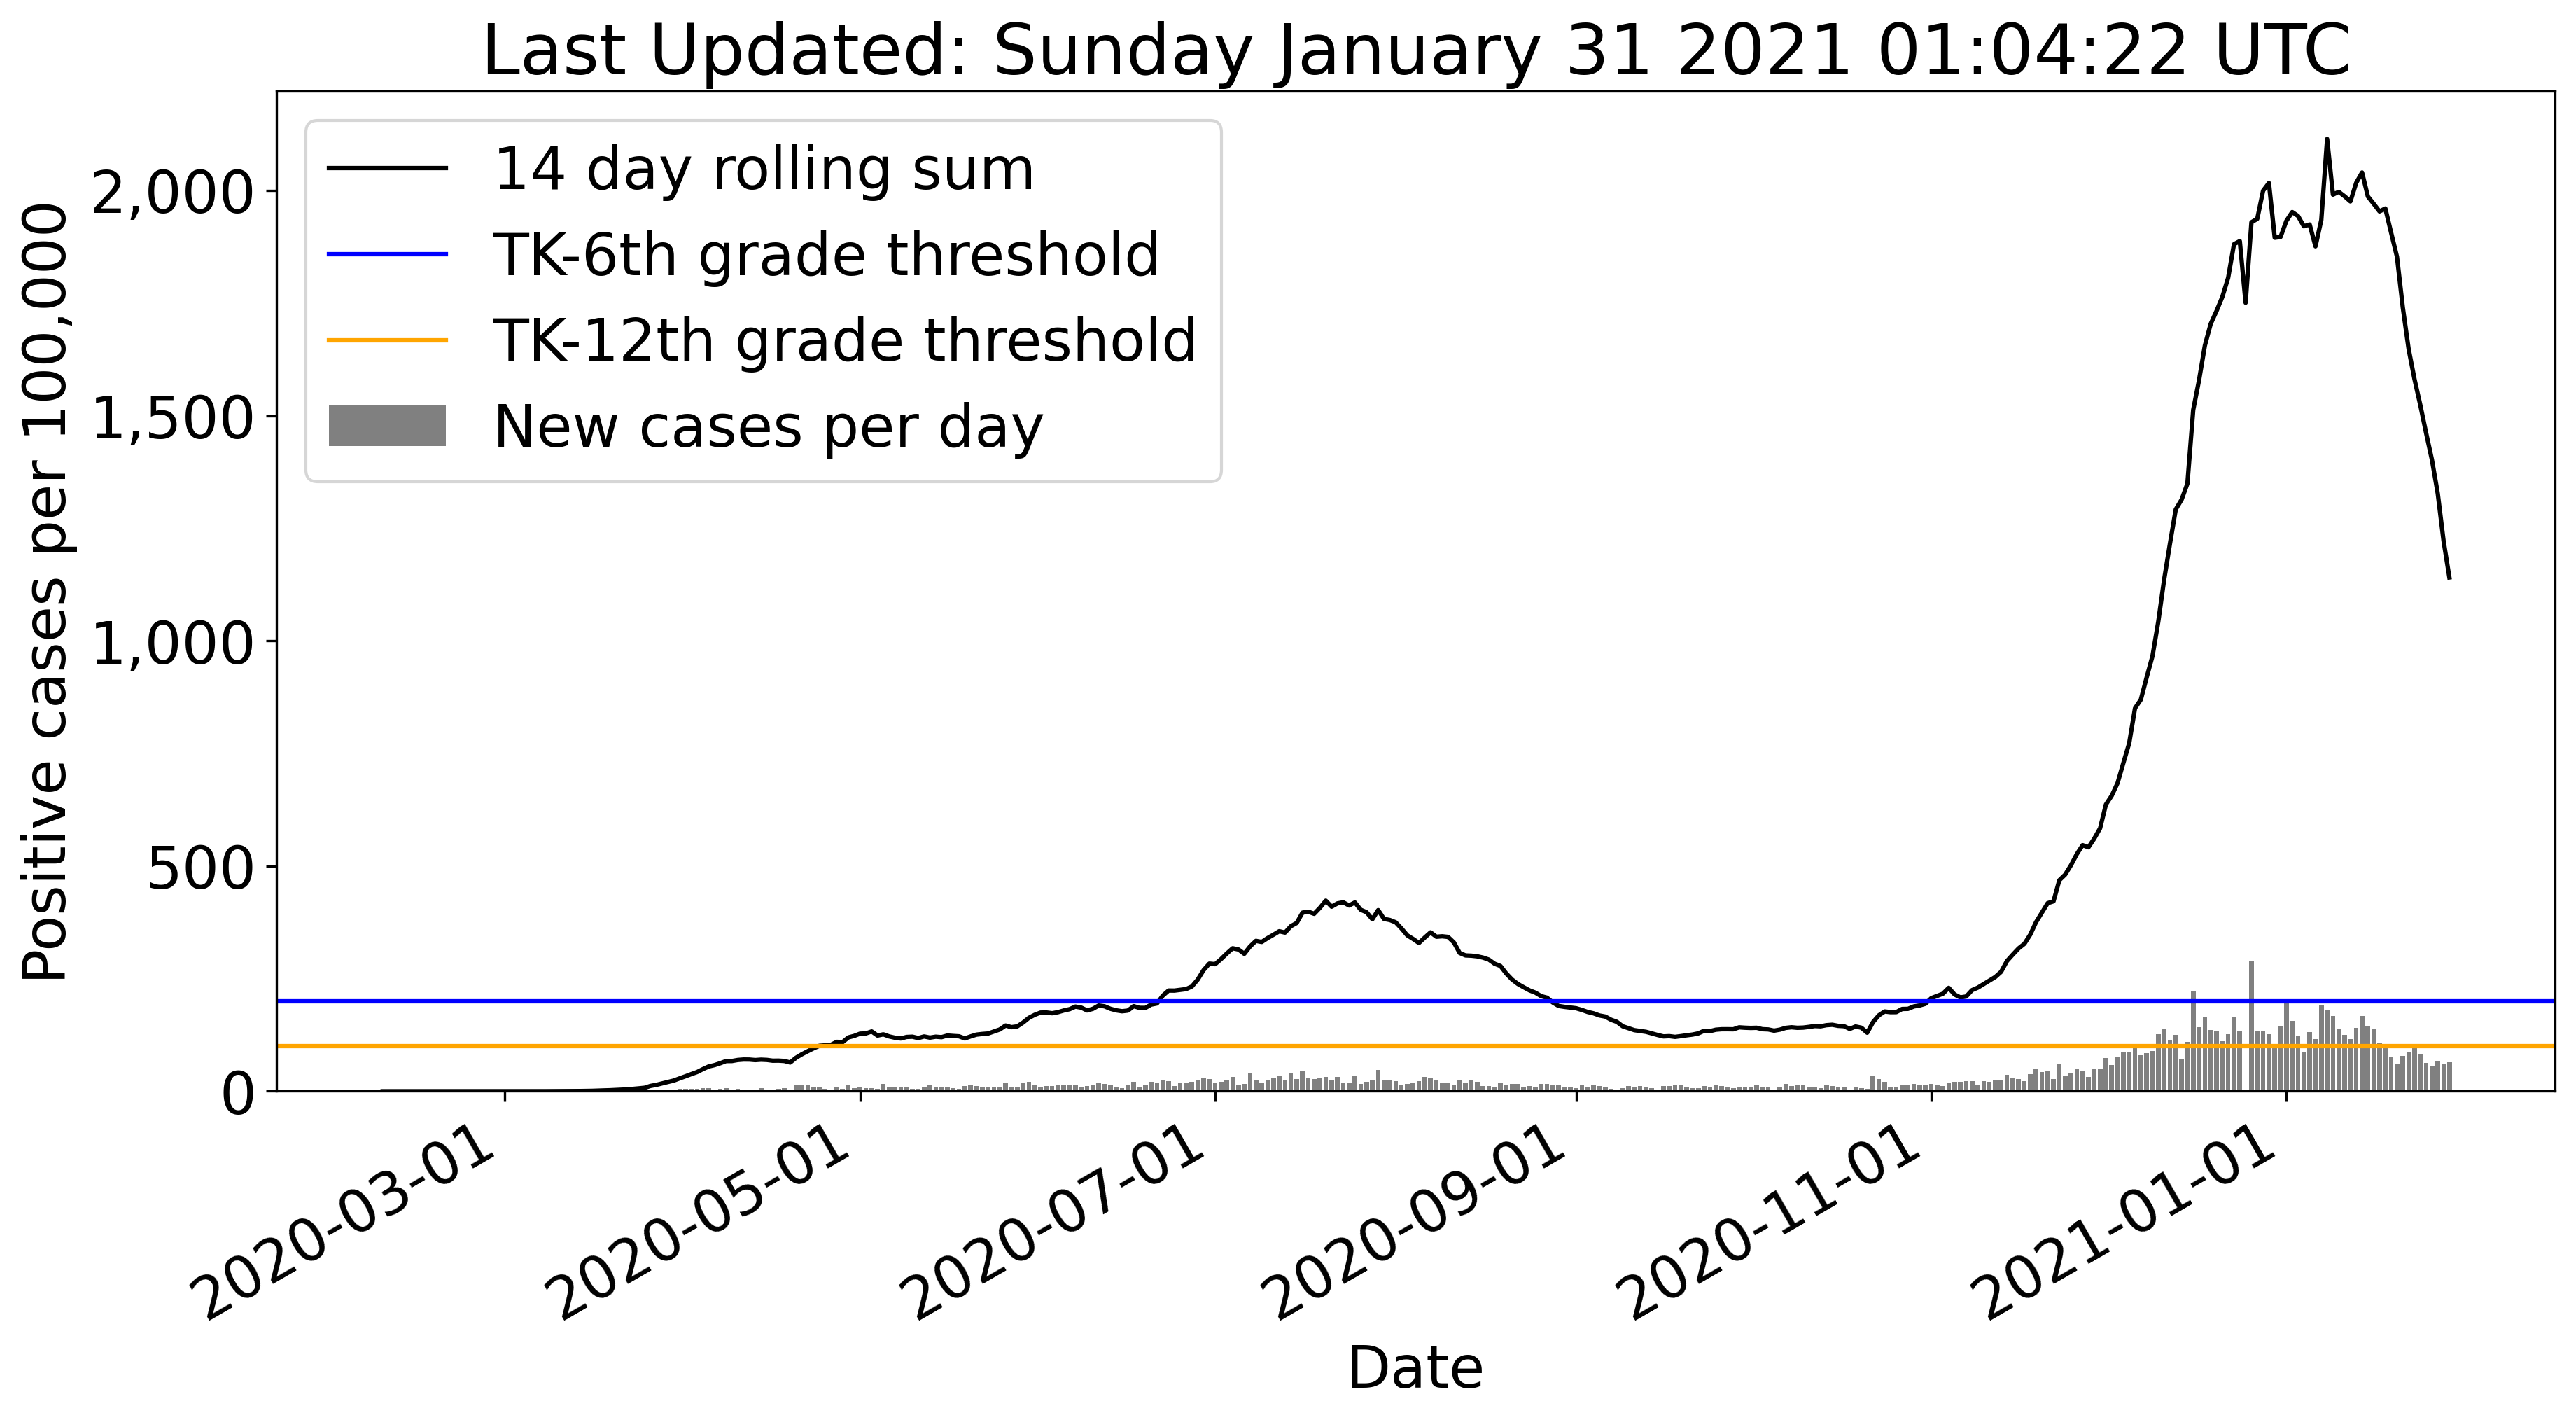 Last Updated: Sunday January 31 2021 01:04:22 UTC
14 day rolling sum
TK-6th grade threshold
TK-12th grade threshold
New cases per day
Positive cases per 100,000
2,000
1,500
1,000
500
0
2020-03-01
2020-05-01
2020-07-01
2020-09-01
2020-11-01
2021-01-01
Date